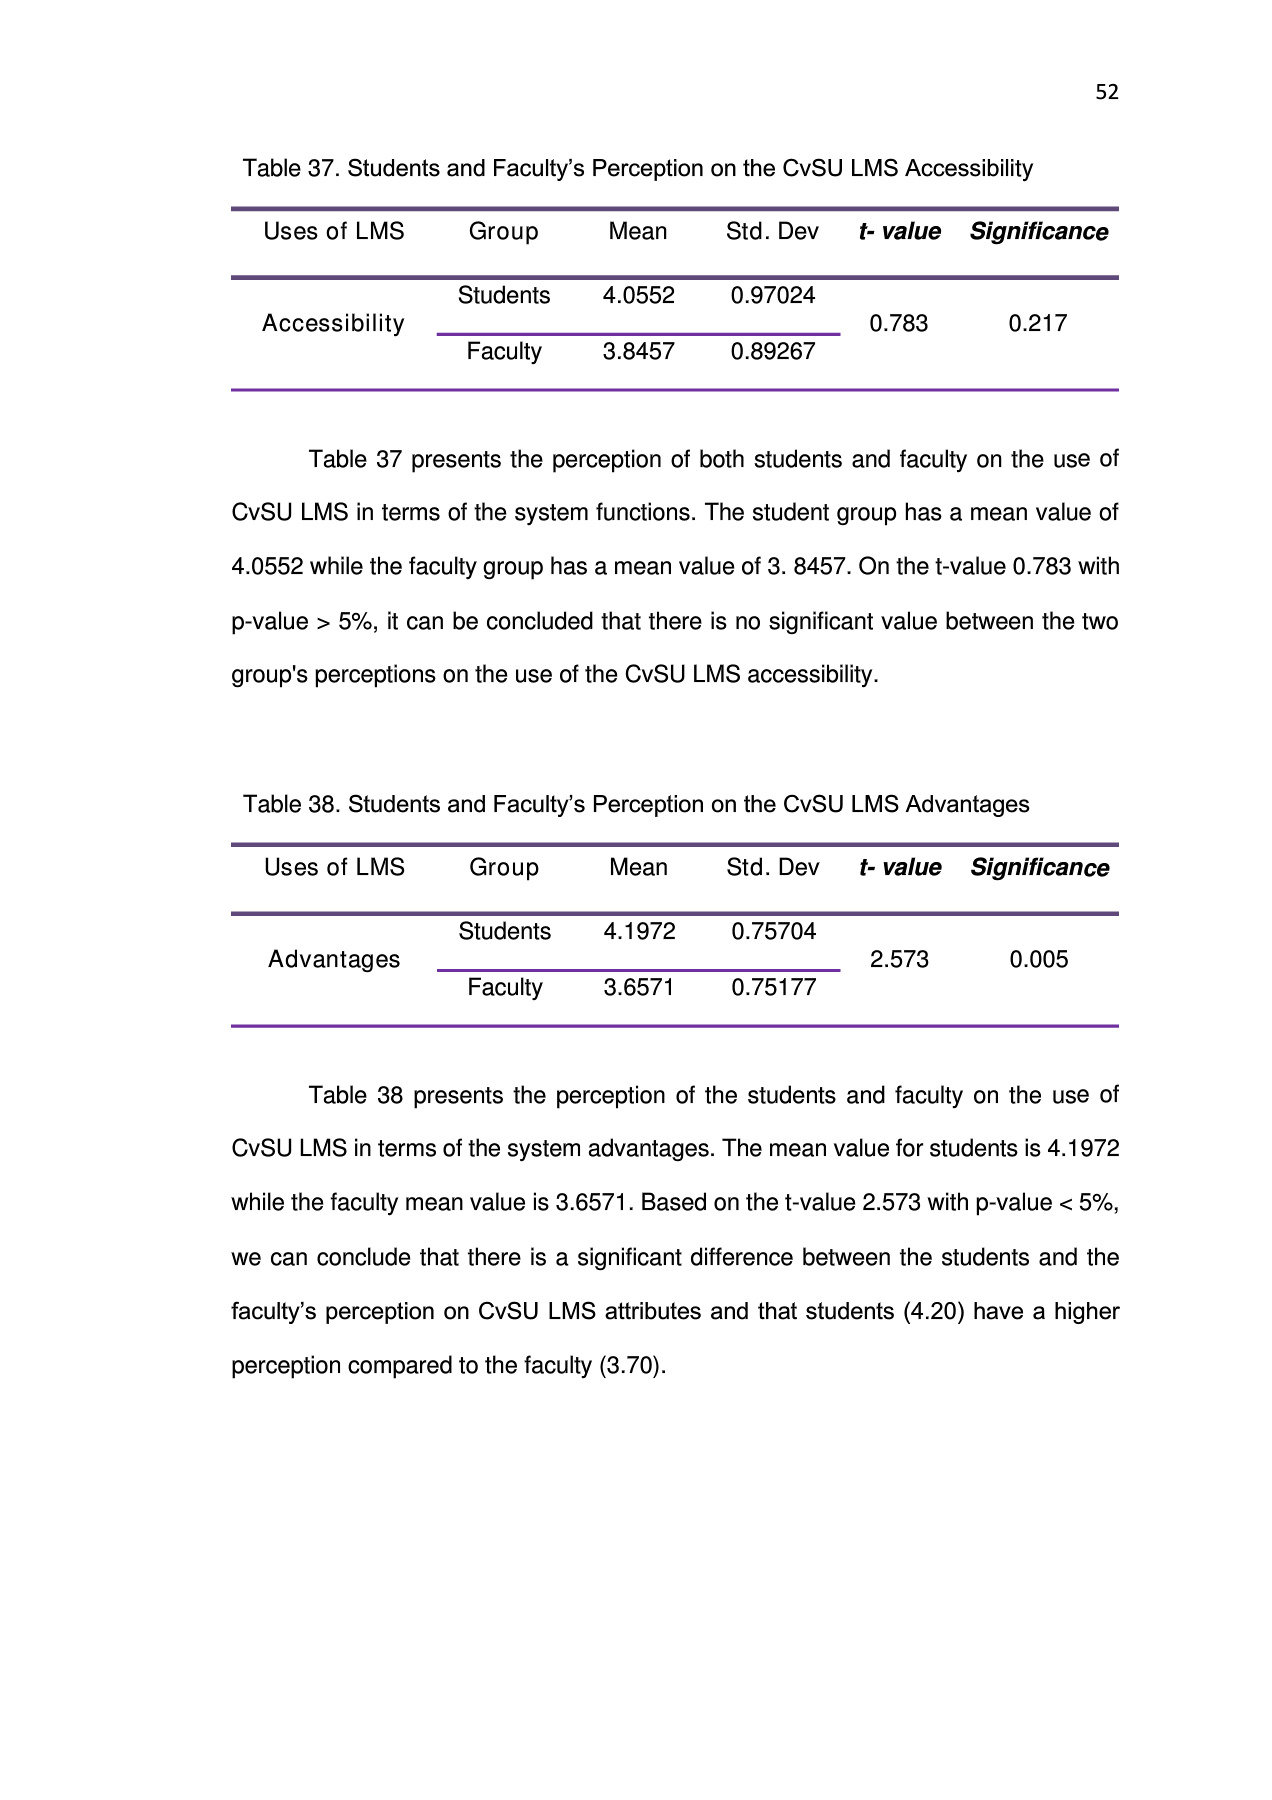 52
Table 37. Students and Faculty’s Perception on the CvSU LMS Accessibility
Uses of LMS Group Mean Std. Dev t- value Significance
Students 4.0552 0.97024
Accessibility 0.783 0.217
Faculty 3.8457 0.89267
Table 37 presents the perception of both students and faculty on the use of
CvSU LMS in terms of the system functions. The student group has a mean value of
4.0552 while the faculty group has a mean value of 3. 8457. On the t-value 0.783 with
p-value > 5%, it can be concluded that there is no significant value between the two
group's perceptions on the use of the CvSU LMS accessibility.
Table 38. Students and Faculty’s Perception on the CvSU LMS Advantages
Uses of LMS Group Mean Std. Dev t- value Significance
Students 4.1972 0.75704
Advantages 2.573 0.005
Faculty 3.6571 0.75177
Table 38 presents the perception of the students and faculty on the use of
CvSU LMS in terms of the system advantages. The mean value for students is 4.1972
while the faculty mean value is 3.6571. Based on the t-value 2.573 with p-value < 5%,
we can conclude that there is a significant difference between the students and the
faculty’s perception on CvSU LMS attributes and that students (4.20) have a higher
perception compared to the faculty (3.70).